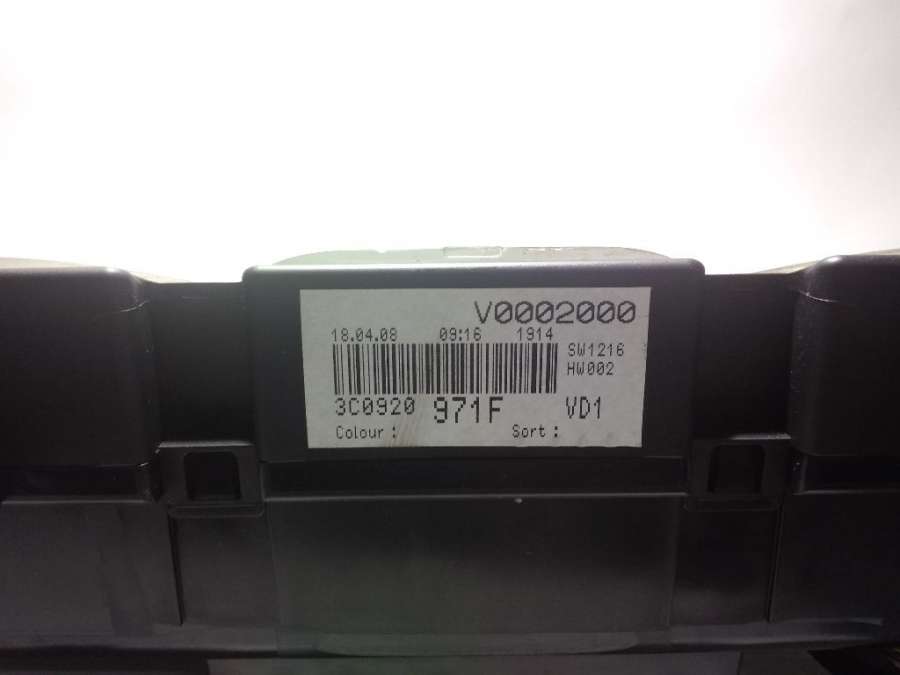 V0002000
18.04.08 09:16 1914
SW1216
HW002
3C0920 971F VD1
Colour : Sort :